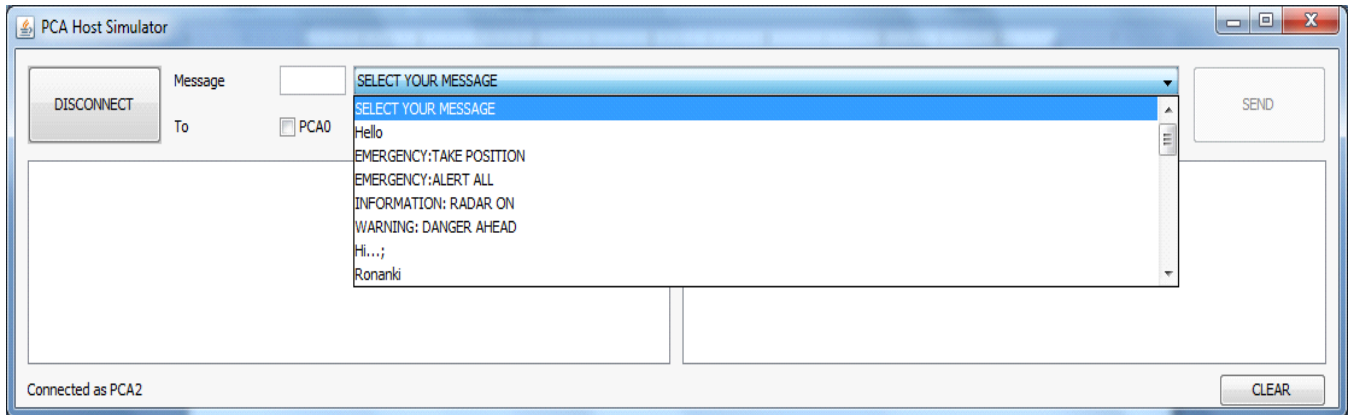 PCA Host Simulator
DISCONNECT
Message
SELECT YOUR MESSAGE
SEND
To
PCA0
SELECT YOUR MESSAGE
Hello
EMERGENCY:TAKE POSITION
EMERGENCY:ALERT ALL
INFORMATION: RADAR ON
WARNING: DANGER AHEAD
Hi...;
Ronanki
Connected as PCA2
CLEAR